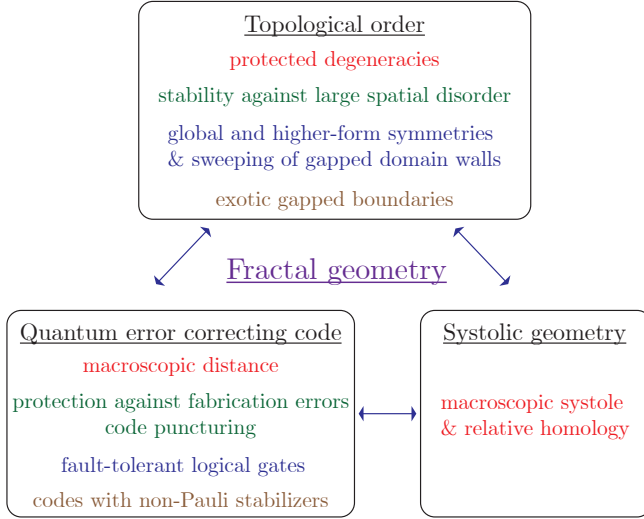 Topological order
protected degeneracies
stability against large spatial disorder
global and higher-form symmetries
& sweeping of gapped domain walls
exotic gapped boundaries
Fractal geometry
Quantum error correcting code
macroscopic distance
protection against fabrication errors
code puncturing
fault-tolerant logical gates
codes with non-Pauli stabilizers
Systolic geometry
macroscopic systole
& relative homology